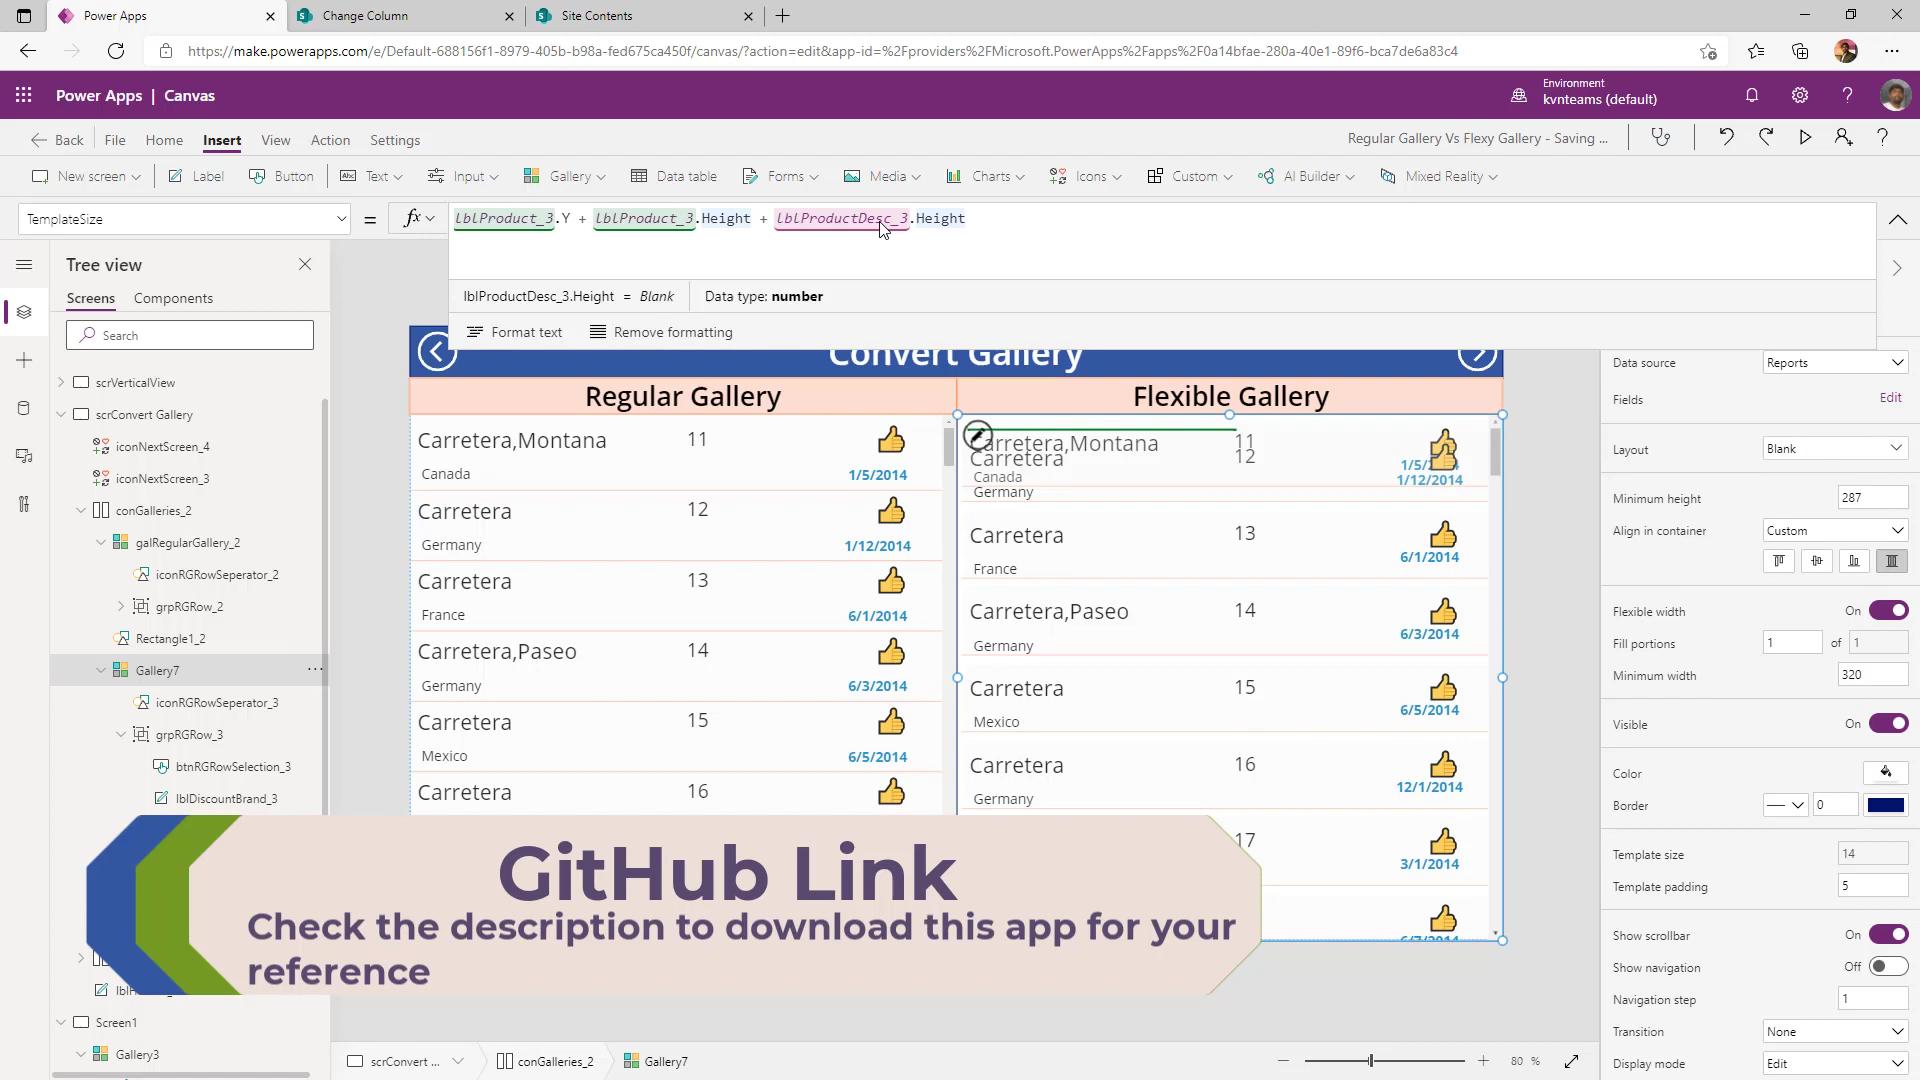 Power Apps
Change Column
Site Contents
https://make.powerapps.com/e/Default-688156f1-8979-405b-b98a-fed675ca450f/canvas/?action=edit&app-id=%2Fproviders%2FMicrosoft.PowerApps%2Fapps%2F0a14bfae-280a-40e1-89f6-bca7de6a83c4
Power Apps | Canvas
Environment
kvnteams (default)
Back File Home Insert View Action Settings
Regular Gallery Vs Flexy Gallery - Saving ...
New screen Label Button Text Input Gallery Data table Forms Media Charts Icons Custom AI Builder Mixed Reality
TemplateSize = fx lblProduct_3.Y + lblProduct_3.Height + lblProductDesc_3.Height
lblProductDesc_3.Height = Blank Data type: number
Format text Remove formatting
Tree view
Screens Components
Search
scrVerticalView
scrConvert Gallery
iconNextScreen_4
iconNextScreen_3
conGalleries_2
galRegularGallery_2
iconRGRowSeperator_2
grpRGRow_2
Rectangle1_2
Gallery7
iconRGRowSeperator_3
grpRGRow_3
btnRGRowSelection_3
lblDiscountBrand_3
Screen1
Gallery3
Convert Gallery
Regular Gallery
Carretera,Montana 11
Canada 1/5/2014
Carretera 12
Germany 1/12/2014
Carretera 13
France 6/1/2014
Carretera,Paseo 14
Germany 6/3/2014
Carretera 15
Mexico 6/5/2014
Carretera 16
Flexible Gallery
Carretera,Montana 11
Carretera 12
Canada
1/12/2014
Germany
Carretera 13
6/1/2014
France
Carretera,Paseo 14
6/3/2014
Germany
Carretera 15
6/5/2014
Mexico
Carretera 16
12/1/2014
Germany
17
3/1/2014
GitHub Link
Check the description to download this app for your
reference
Data source Reports
Fields Edit
Layout Blank
Minimum height 287
Align in container Custom
Flexible width On
Fill portions 1 of 1
Minimum width 320
Visible On
Color
Border 0
Template size 14
Template padding 5
Show scrollbar On
Show navigation Off
Navigation step 1
Transition None
Display mode Edit
scrConvert ... conGalleries_2 Gallery7
80 %